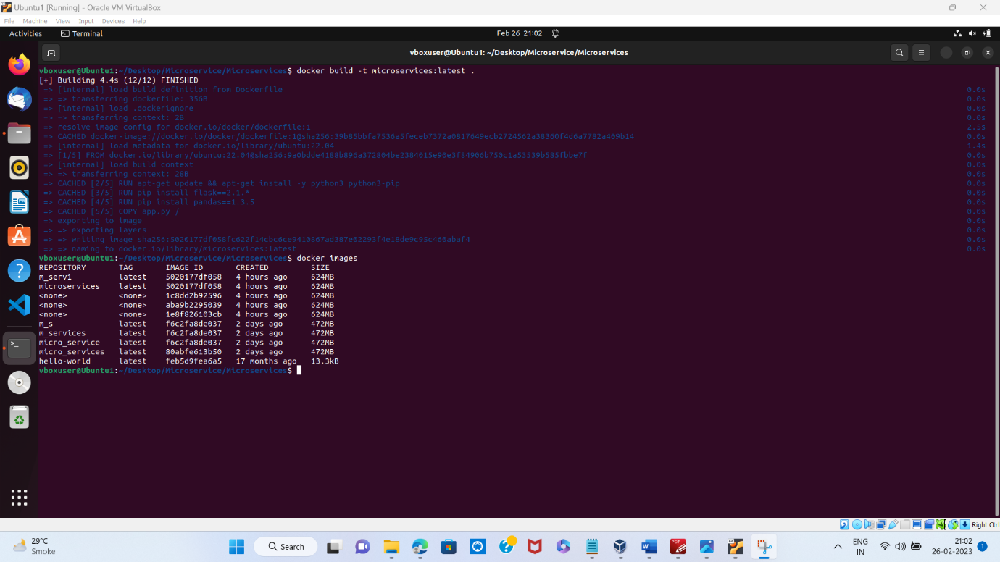 Ubuntu1 [Running] - Oracle VM VirtualBox
File Machine View Input Devices Help
Activities Terminal Feb 26 21:02
vboxuser@Ubuntu1: ~/Desktop/Microservice/Microservices
vboxuser@Ubuntu1:~/Desktop/Microservice/Microservices$ docker build -t microservices:latest .
[+] Building 4.4s (12/12) FINISHED
=> [internal] load build definition from Dockerfile 0.0s
=> => transferring dockerfile: 356B 0.0s
=> [internal] load .dockerignore 0.0s
=> => transferring context: 2B 0.0s
=> resolve image config for docker.io/docker/dockerfile:1 2.5s
=> CACHED docker-image://docker.io/docker/dockerfile:1@sha256:39b85bbfa7536a5feceb7372a0817649ecb2724562a38360f4d6a7782a409b14 0.0s
=> [internal] load metadata for docker.io/library/ubuntu:22.04 1.4s
=> [1/5] FROM docker.io/library/ubuntu:22.04@sha256:9a0bdde4188b896a372804be2384015e90e3f84906b750c1a53539b585fbbe7f 0.0s
=> [internal] load build context 0.0s
=> => transferring context: 28B 0.0s
=> CACHED [2/5] RUN apt-get update && apt-get install -y python3 python3-pip 0.0s
=> CACHED [3/5] RUN pip install flask==2.1.* 0.0s
=> CACHED [4/5] RUN pip install pandas==1.3.5 0.0s
=> CACHED [5/5] COPY app.py / 0.0s
=> exporting to image 0.0s
=> => exporting layers 0.0s
=> => writing image sha256:5020177df058fc622f14cbc6ce9410867ad387e02293f4e18de9c95c460abaf4 0.0s
=> => naming to docker.io/library/microservices:latest 0.0s
vboxuser@Ubuntu1:~/Desktop/Microservice/Microservices$ docker images
REPOSITORY TAG IMAGE ID CREATED SIZE
m_serv1 latest 5020177df058 4 hours ago 624MB
microservices latest 5020177df058 4 hours ago 624MB
<none> <none> 1c8dd2b92596 4 hours ago 624MB
<none> <none> aba9b2295039 4 hours ago 624MB
<none> <none> 1e8f826103cb 4 hours ago 624MB
m_s latest f6c2fa8de037 2 days ago 472MB
m_services latest f6c2fa8de037 2 days ago 472MB
micro_service latest f6c2fa8de037 2 days ago 472MB
micro_services latest 80abfe613b50 2 days ago 472MB
hello-world latest feb5d9fea6a5 17 months ago 13.3kB
vboxuser@Ubuntu1:~/Desktop/Microservice/Microservices$
Right Ctrl
29°C
Smoke
Search
ENG
IN
21:02
26-02-2023
1